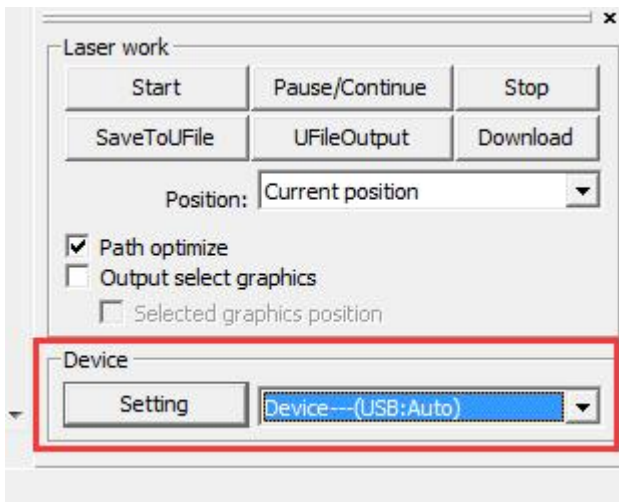 Laser work
Start Pause/Continue Stop
SaveToUFile UFileOutput Download
Position: Current position
Path optimize
Output select graphics
Selected graphics position
Device
Setting Device---(USB:Auto)